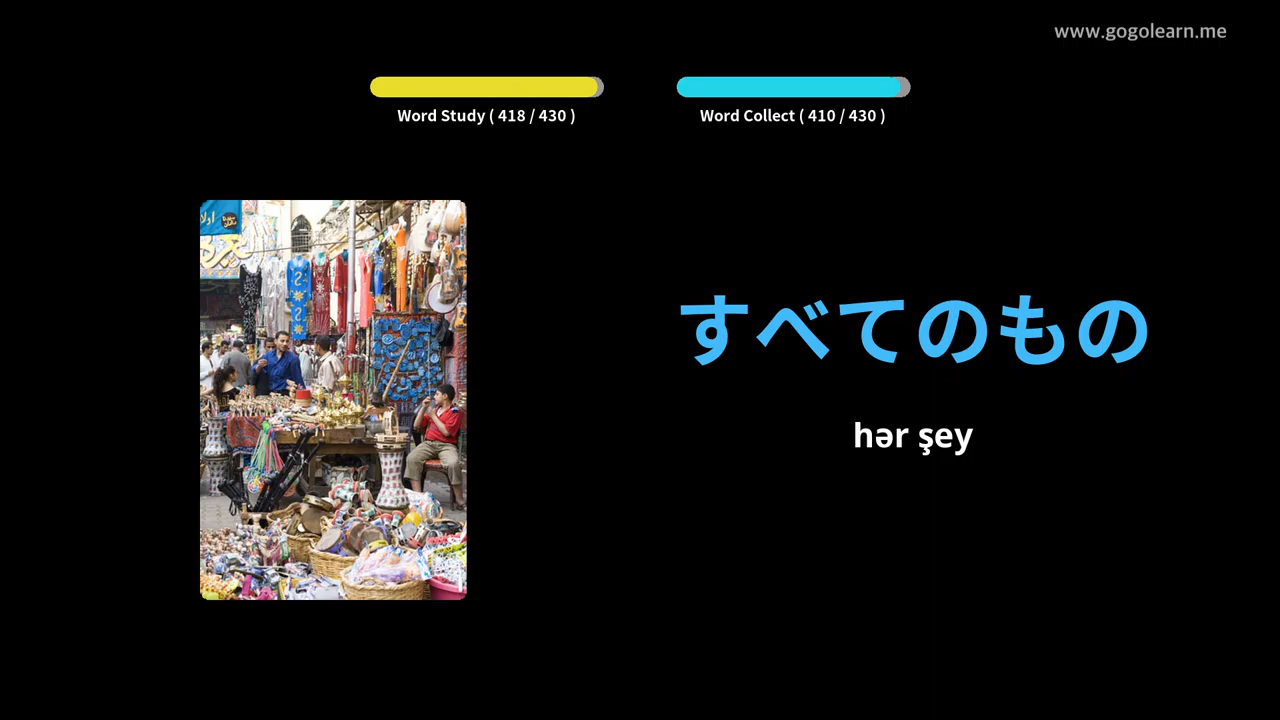 www.gogolearn.me
Word Study ( 418 / 430 )
Word Collect ( 410 / 430 )
すべてのもの
hər şey